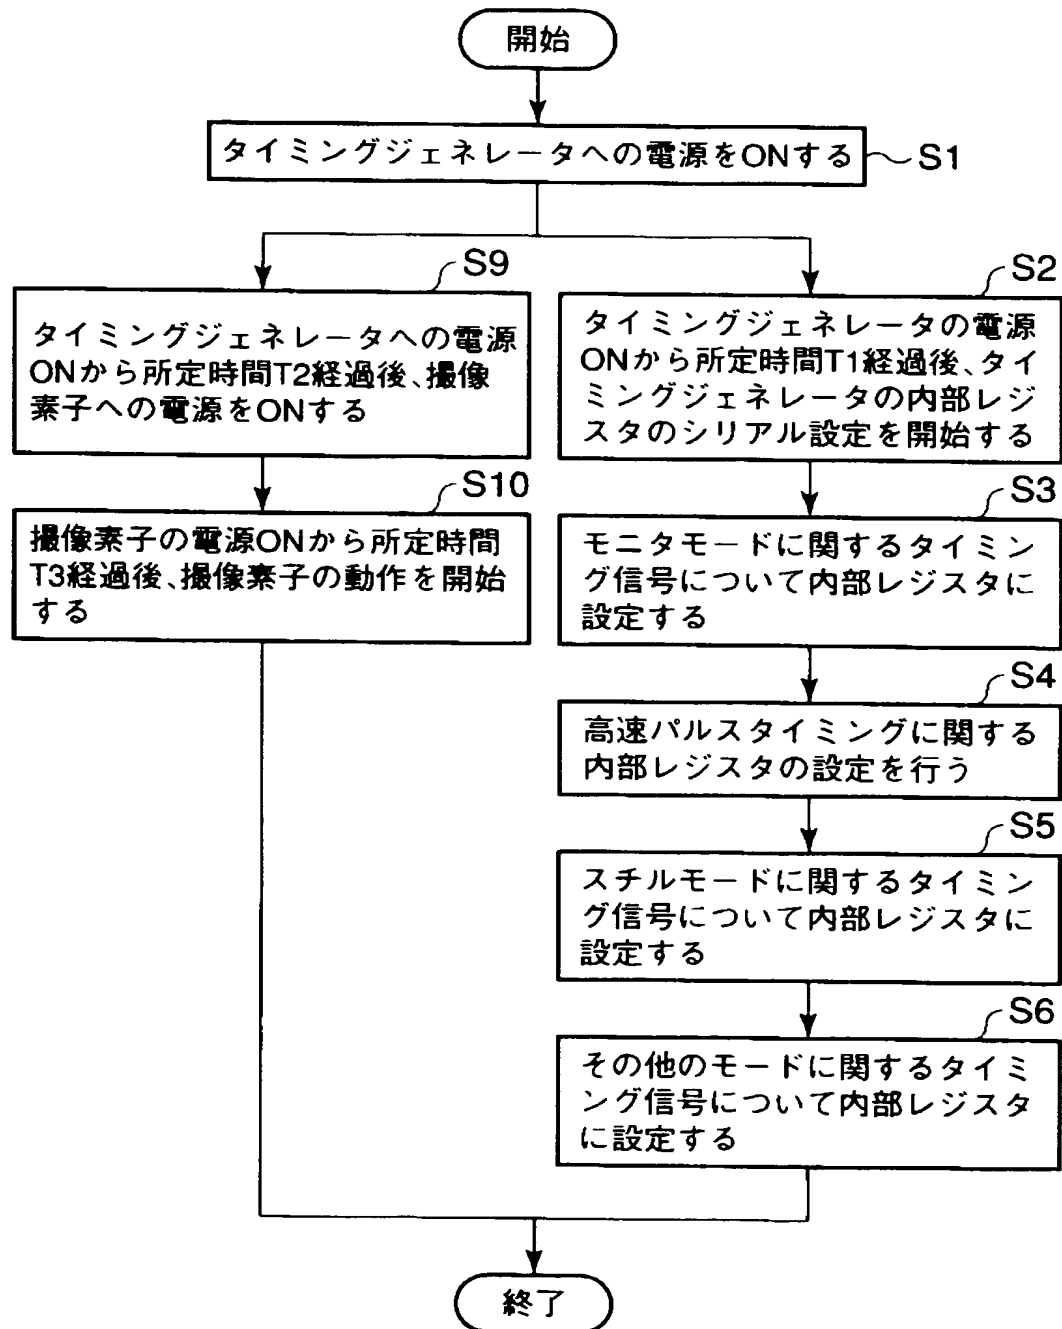 開始
タイミングジェネレータへの電源をONする
S1
S9
タイミングジェネレータへの電源
ONから所定時間T2経過後、撮像
素子への電源をONする
S10
撮像素子の電源ONから所定時間
T3経過後、撮像素子の動作を開始
する
S2
タイミングジェネレータの電源
ONから所定時間T1経過後、タイ
ミングジェネレータの内部レジ
スタのシリアル設定を開始する
S3
モニタモードに関するタイミン
グ信号について内部レジスタに
設定する
S4
高速パルスタイミングに関する
内部レジスタの設定を行う
S5
スチルモードに関するタイミン
グ信号について内部レジスタに
設定する
S6
その他のモードに関するタイミ
ング信号について内部レジスタ
に設定する
終了